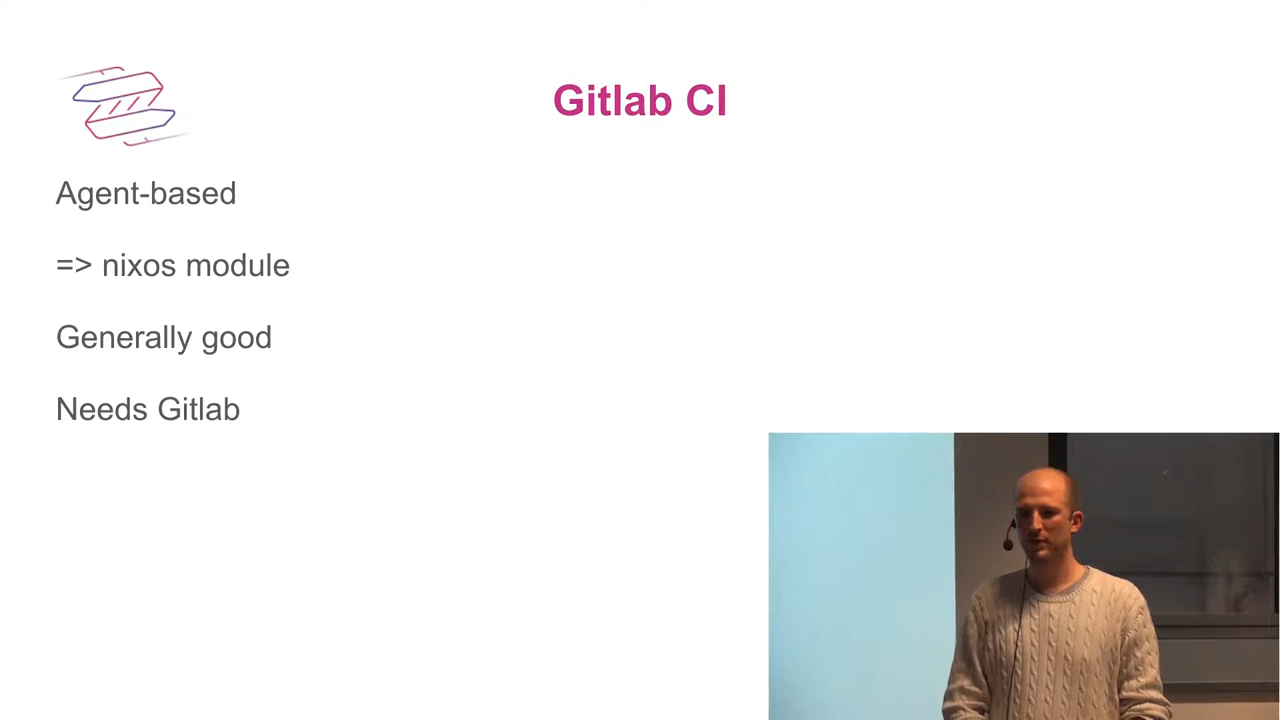 Gitlab CI
Agent-based
=> nixos module
Generally good
Needs Gitlab